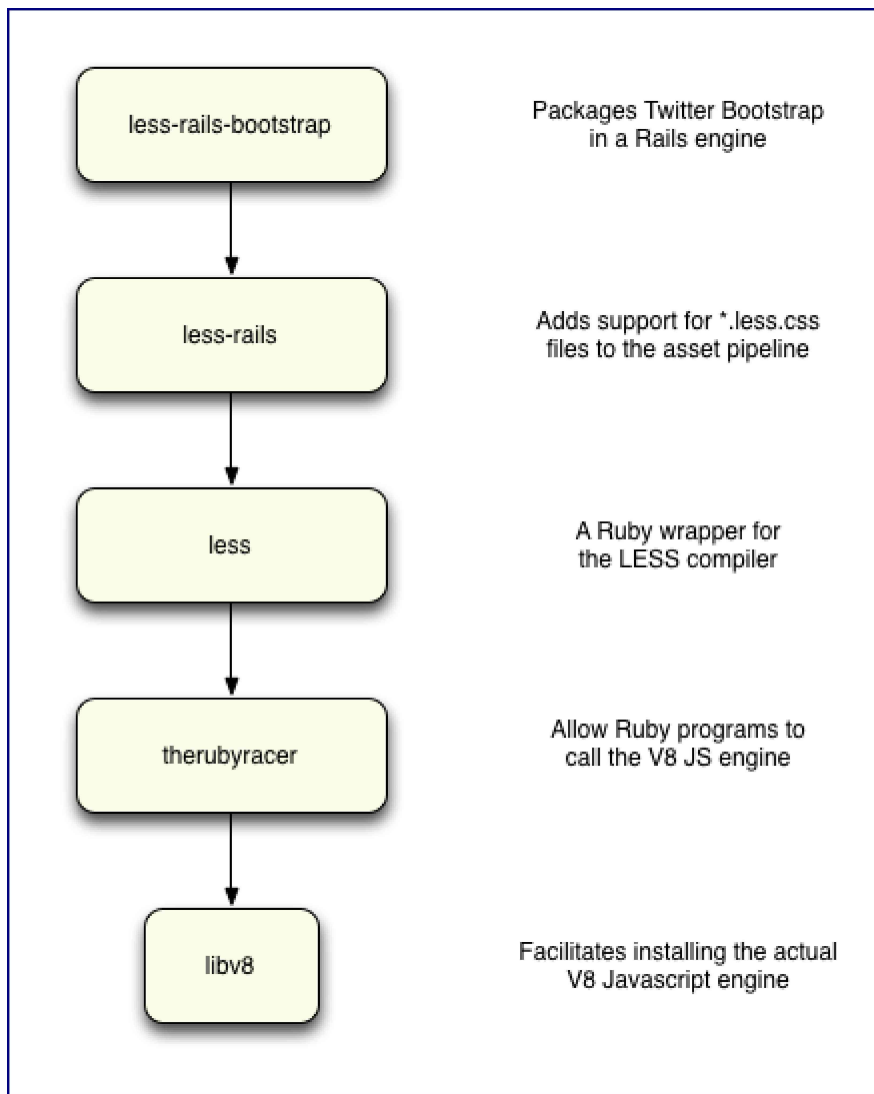 less-rails-bootstrap
Packages Twitter Bootstrap
in a Rails engine
less-rails
Adds support for *.less.css
files to the asset pipeline
less
A Ruby wrapper for
the LESS compiler
therubyracer
Allow Ruby programs to
call the V8 JS engine
libv8
Facilitates installing the actual
V8 Javascript engine